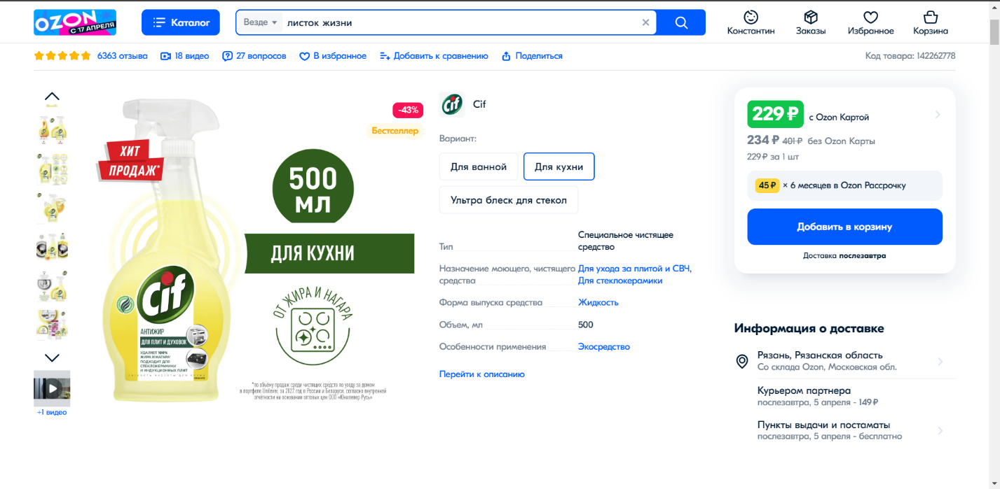 OZON
с 17 апреля
Каталог
Везде
листок жизни
Константин
Заказы
Избранное
Корзина
6363 отзыва
18 видео
27 вопросов
В избранное
Добавить к сравнению
Поделиться
Код товара: 142262778
+1 видео
-43%
Бестселлер
ХИТ
ПРОДАЖ*
500
МЛ
ДЛЯ КУХНИ
ОТ ЖИРА И НАГАРА
Cif
АНТИЖИР
ДЛЯ ПЛИТ И ДУХОВОК
УДАЛЯЕТ 100%
ЖИРА И НАГАРА*
ПОДХОДИТ ДЛЯ
СТЕКЛОКЕРАМИКИ
И ИНДУКЦИОННЫХ ПЛИТ
*по объёму продаж среди чистящих средств по уходу за домом
в портфеле Unilever, за 2022 год в России и Беларуси, согласно внутренней
отчётности на основании оптовых цен ООО «Юнилевер Русь»
Cif
Cif
Вариант:
Для ванной
Для кухни
Ультра блеск для стекол
Тип
Специальное чистящее
средство
Назначение моющего, чистящего
средства
Для ухода за плитой и СВЧ,
Для стеклокерамики
Форма выпуска средства
Жидкость
Объем, мл
500
Особенности применения
Экосредство
Перейти к описанию
229 ₽ с Ozon Картой
234 ₽ 401 ₽ без Ozon Карты
229 ₽ за 1 шт
45 ₽ × 6 месяцев в Ozon Рассрочку
Добавить в корзину
Доставка послезавтра
Информация о доставке
Рязань, Рязанская область
Со склада Ozon, Московская обл.
Курьером партнера
послезавтра, 5 апреля - 149 ₽
Пункты выдачи и постаматы
послезавтра, 5 апреля - бесплатно